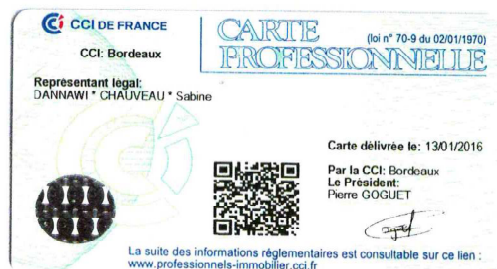 CCI DE FRANCE
CCI: Bordeaux
CARTE
(loi n° 70-9 du 02/01/1970)
PROFESSIONNELLE
Représentant légal:
DANNAWI * CHAUVEAU * Sabine
Carte délivrée le: 13/01/2016
Par la CCI: Bordeaux
Le Président:
Pierre GOGUET
La suite des informations réglementaires est consultable sur ce lien :
www.professionnels-immobilier.cci.fr